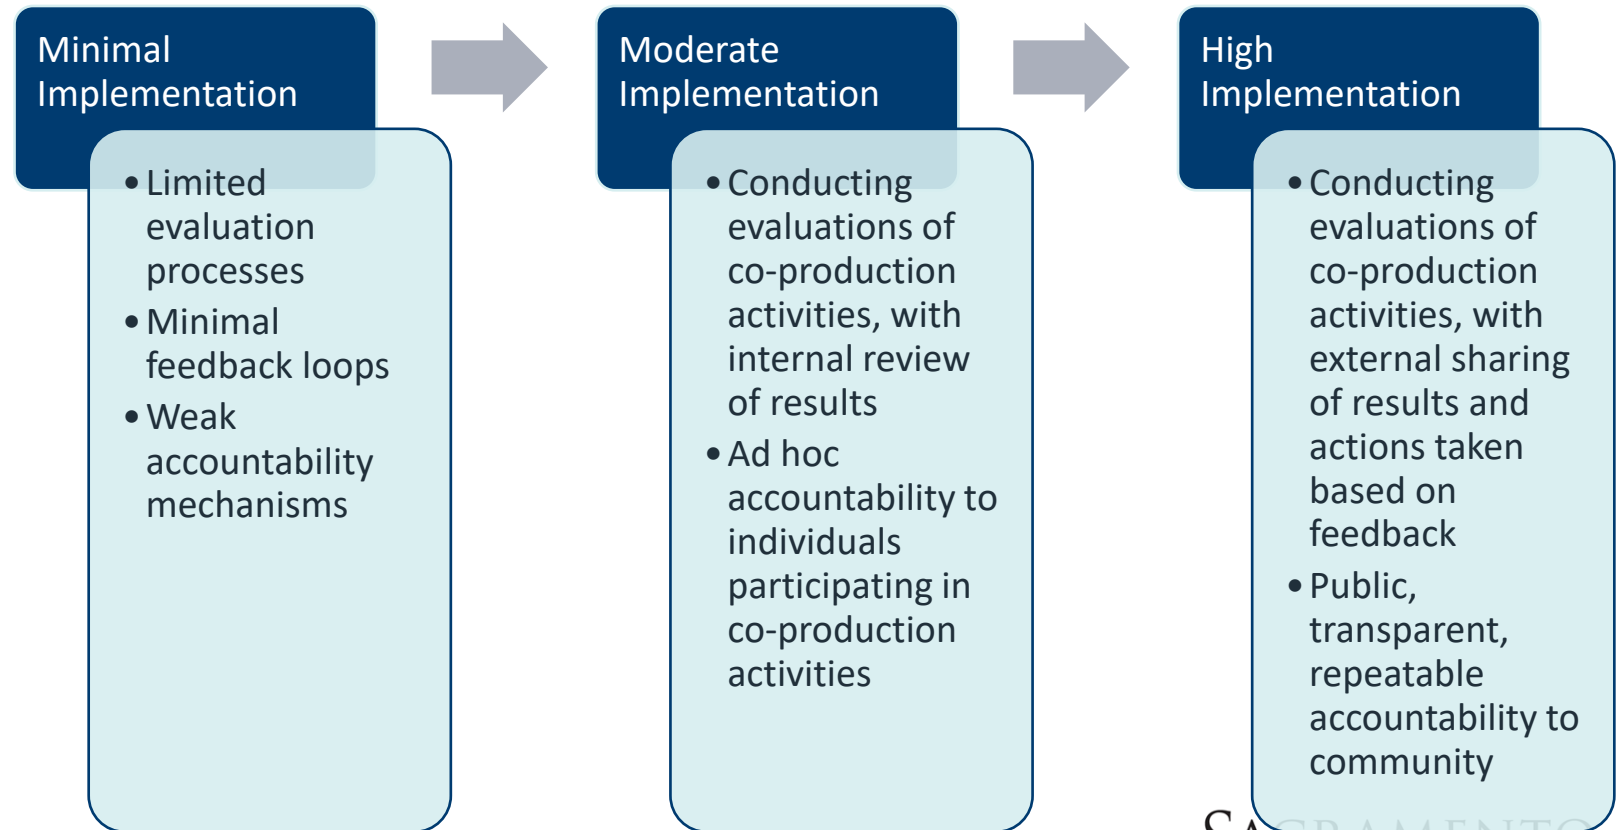 Minimal
Implementation
• Limited
evaluation
processes
• Minimal
feedback loops
• Weak
accountability
mechanisms
Moderate
Implementation
• Conducting
evaluations of
co-production
activities, with
internal review
of results
• Ad hoc
accountability to
individuals
participating in
co-production
activities
High
Implementation
• Conducting
evaluations of
co-production
activities, with
external sharing
of results and
actions taken
based on
feedback
• Public,
transparent,
repeatable
accountability to
community
SACRAMENTO